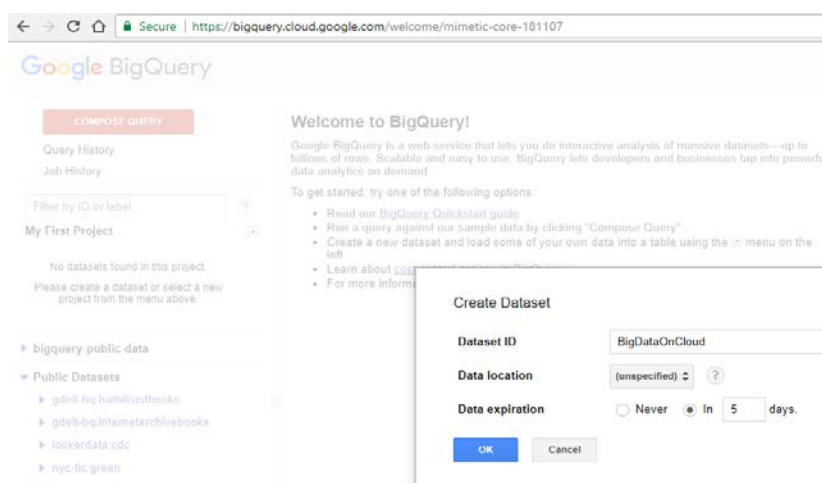 Secure | https://bigquery.cloud.google.com/welcome/mimetic-core-181107
Google BigQuery
COMPOSE QUERY
Query History
Job History
Filter by ID or label ?
My First Project
No datasets found in this project.
Please create a dataset or select a new
project from the menu above.
bigquery-public-data
Public Datasets
gdelt-bq:hathitrustbooks
gdelt-bq:internetarchivebooks
lookerdata:cdc
nyc-tlc:green
Welcome to BigQuery!
Google BigQuery is a web service that lets you do interactive analysis of massive datasets—up to
billions of rows. Scalable and easy to use, BigQuery lets developers and businesses tap into
data analytics on demand
To get started, try one of the following options:
Read our BigQuery Quickstart guide
Run a query against our sample data by clicking "Compose Query"
Create a new dataset and load some of your own data into a table using the menu on the
left
Learn about
For more
Create Dataset
Dataset ID BigDataOnCloud
Data location (unspecified) ?
Data expiration Never In 5 days.
OK Cancel